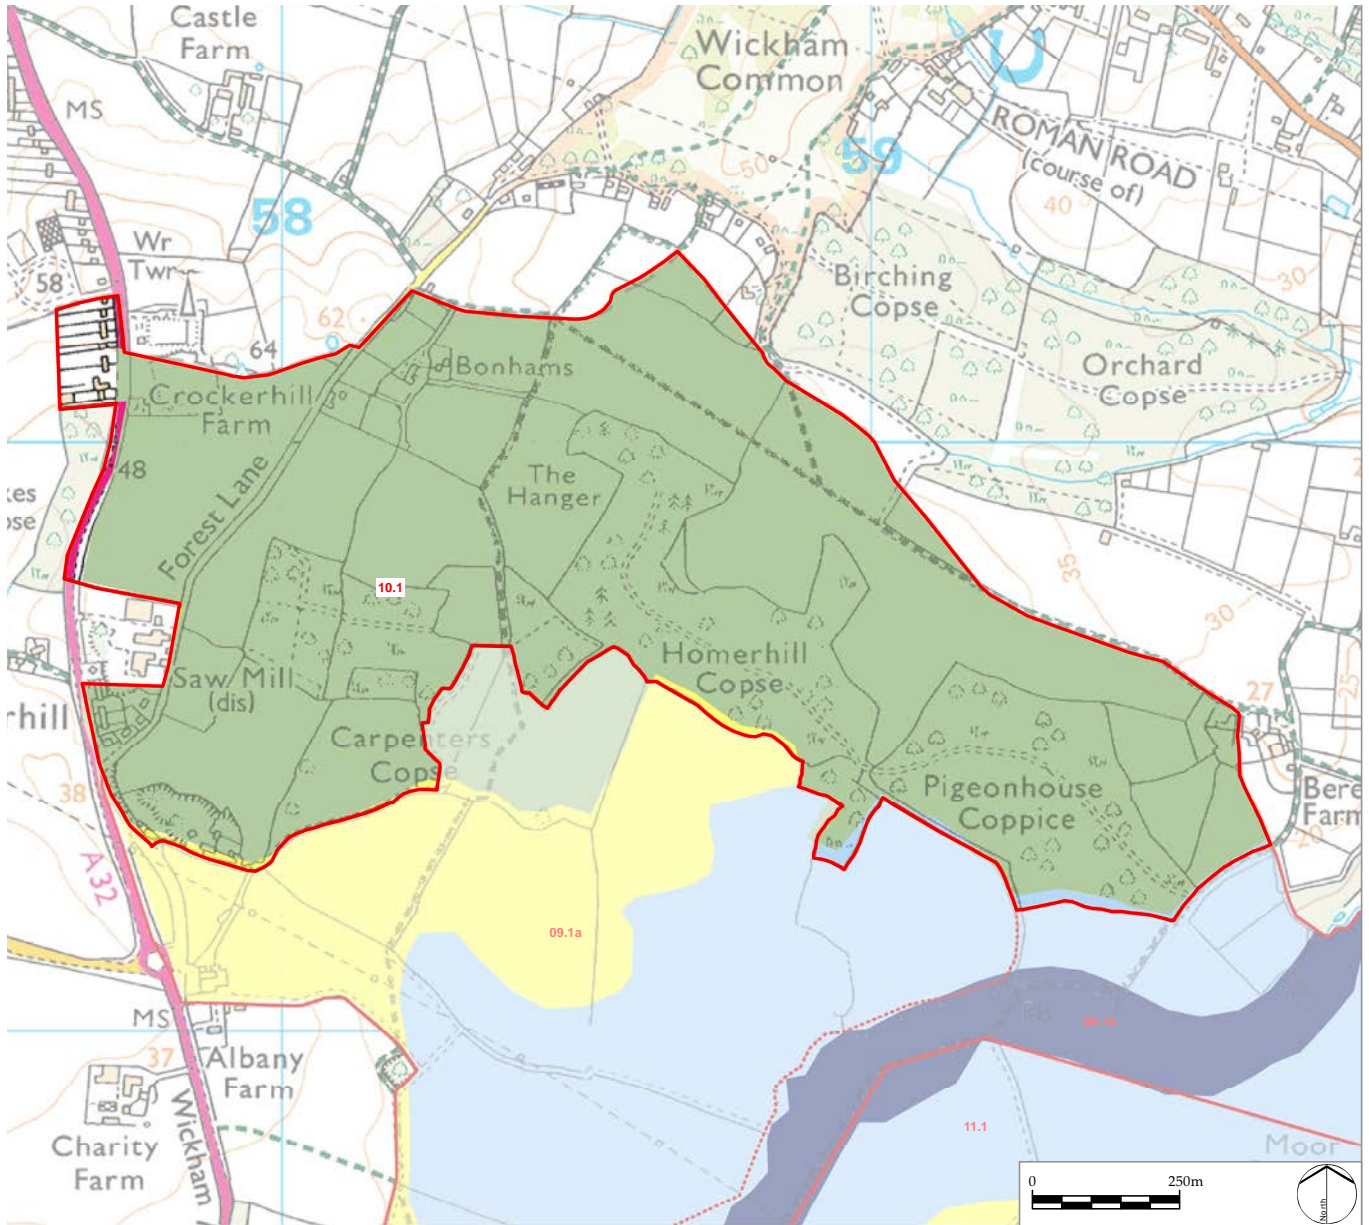 Castle
Farm
Wickham
Common
U
MS
ROMAN ROAD
(course of)
59
50
40
58
Wr
Twr
58
30
Birching
Copse
62
64
Orchard
Copse
Bonhams
Crockerhill
Farm
48
The
Hanger
Forest Lane
35
10.1
30
Homerhill
Copse
Saw Mill
(dis)
rhill
27
25
Carpenters
Copse
38
Pigeonhouse
Coppice
Bere
Farm
20
A32
09.1a
MS
37
Albany
Farm
Wickham
Charity
Farm
11.1
Moor
0 250m
North